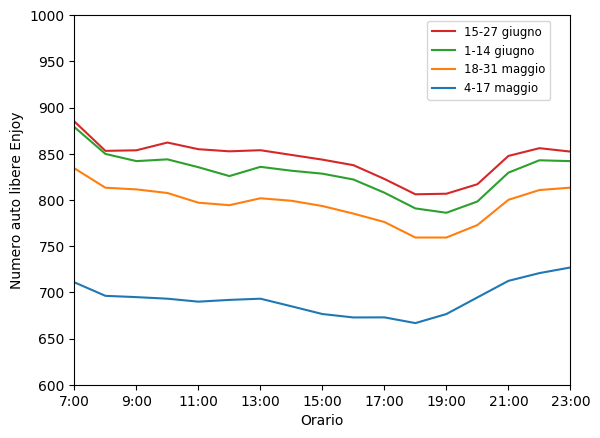 1000
950
900
850
800
750
700
650
600
Numero auto libere Enjoy
15-27 giugno
1-14 giugno
18-31 maggio
4-17 maggio
7:00 9:00 11:00 13:00 15:00 17:00 19:00 21:00 23:00
Orario